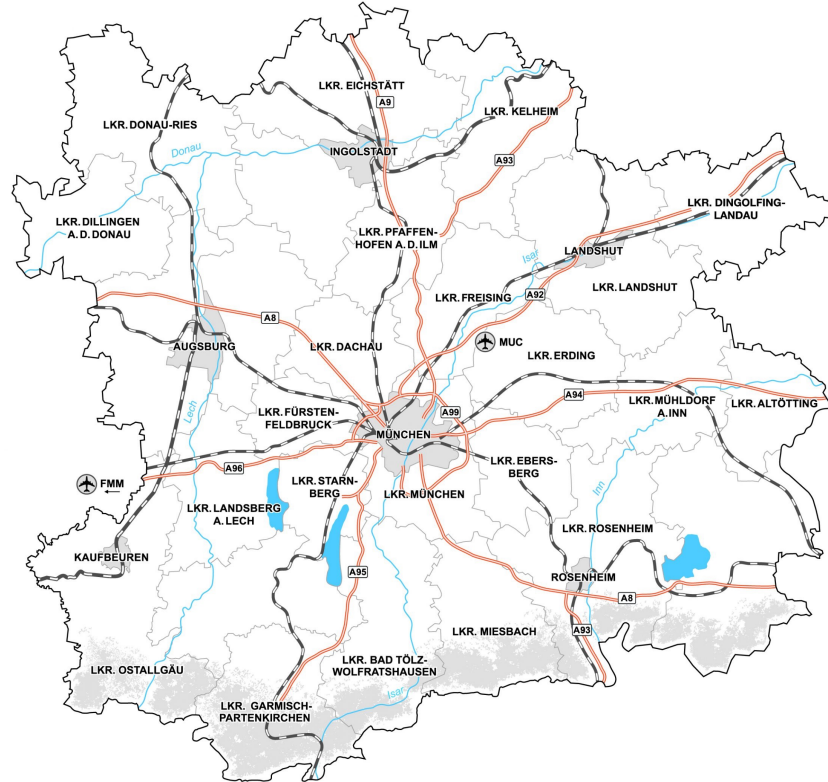 LKR. EICHSTÄTT
A9
LKR. KELHEIM
LKR. DONAU-RIES
Donau
INGOLSTADT
A93
LKR. DILLINGEN
A. D. DONAU
LKR. PFAFFEN-
HOFEN A. D. ILM
LKR. DINGOLFING-
LANDAU
Isar
LANDSHUT
LKR. LANDSHUT
LKR. FREISING
A92
A8
AUGSBURG
LKR. DACHAU
MUC
LKR. ERDING
Lech
LKR. FÜRSTEN-
FELDBRUCK
A99
A94
LKR. MÜHLDORF
A. INN
LKR. ALTÖTTING
MÜNCHEN
A96
FMM
LKR. STARN-
BERG
LKR. MÜNCHEN
LKR. EBERS-
BERG
Inn
LKR. LANDSBERG
A. LECH
LKR. ROSENHEIM
KAUFBEUREN
A95
ROSENHEIM
A8
A93
LKR. MIESBACH
LKR. OSTALLGÄU
LKR. BAD TÖLZ-
WOLFRATSHAUSEN
Isar
LKR. GARMISCH-
PARTENKIRCHEN